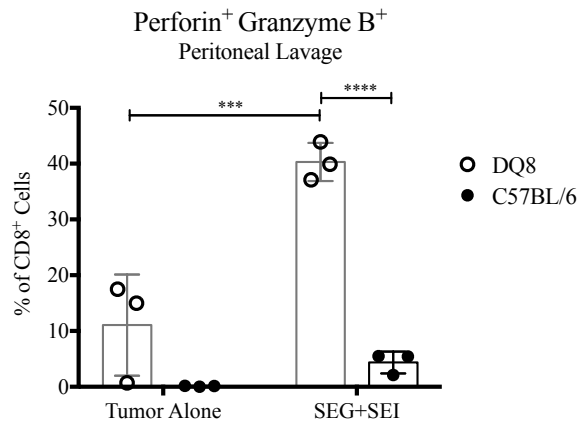 Perforin⁺ Granzyme B⁺
Peritoneal Lavage
*** ****
% of CD8⁺ Cells
50
40
30
20
10
0
DQ8
C57BL/6
Tumor Alone SEG+SEI